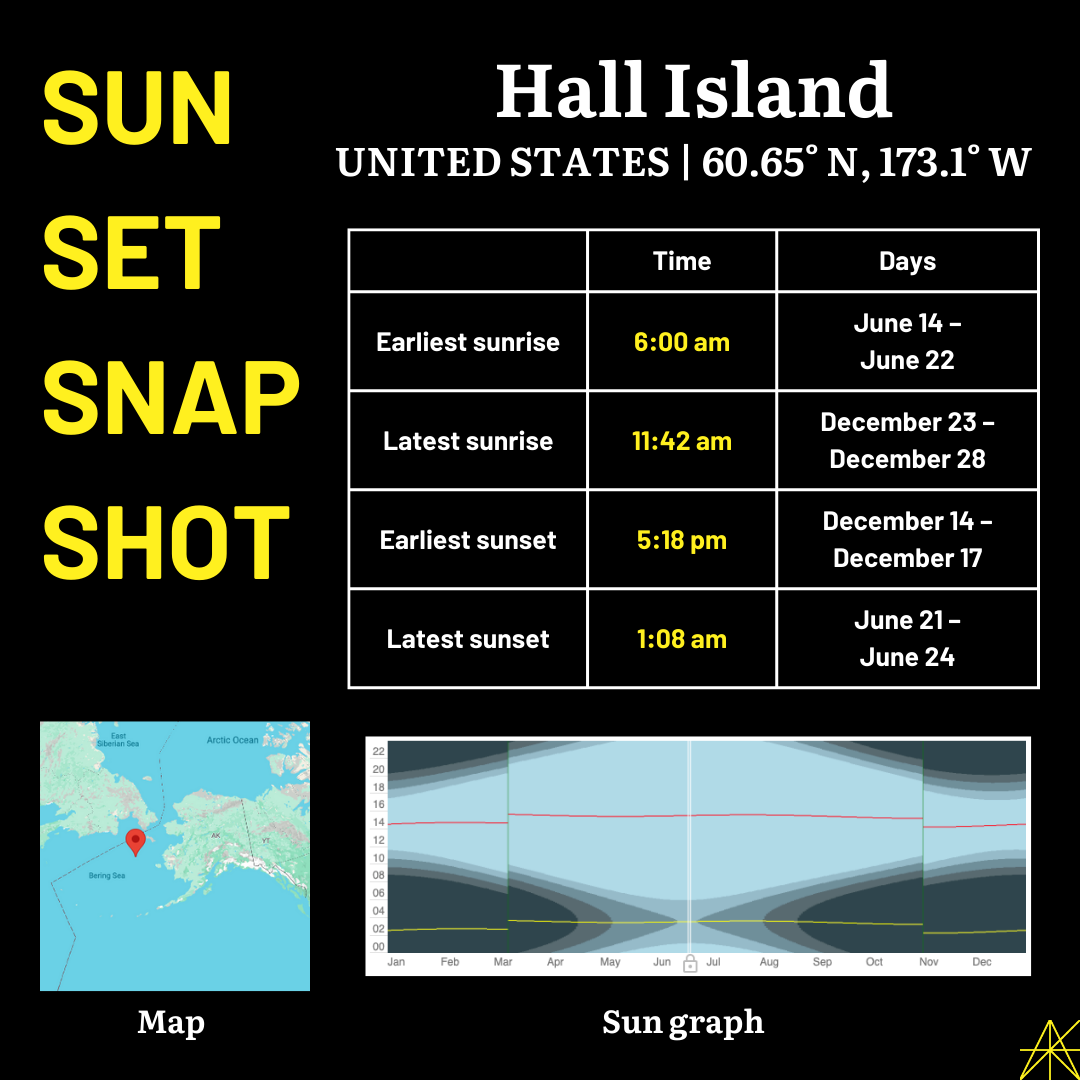 SUN
SET
SNAP
SHOT
Hall Island
UNITED STATES | 60.65° N, 173.1° W
Time
Days
Earliest sunrise
6:00 am
June 14 –
June 22
Latest sunrise
11:42 am
December 23 –
December 28
Earliest sunset
5:18 pm
December 14 –
December 17
Latest sunset
1:08 am
June 21 –
June 24
East
Siberian Sea
Arctic Ocean
AK
YT
Bering Sea
Map
22
20
18
16
14
12
10
08
06
04
02
00
Jan Feb Mar Apr May Jun Jul Aug Sep Oct Nov Dec
Sun graph